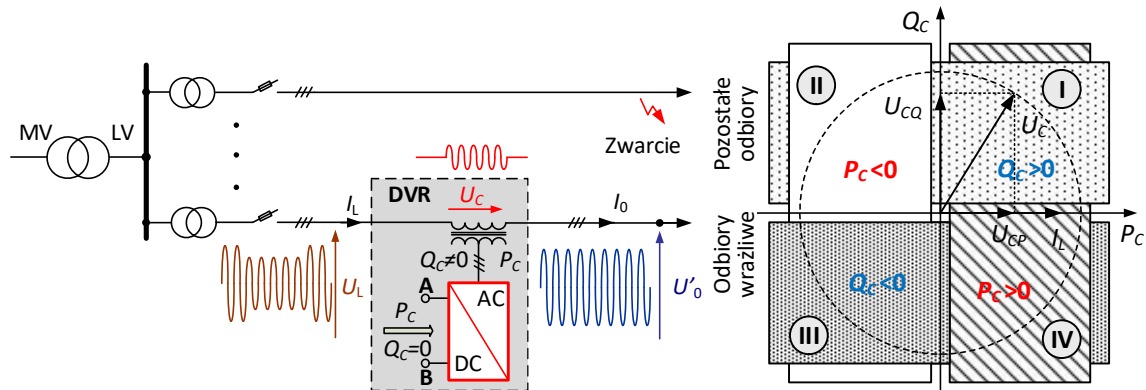 MV
LV
Zwarcie
Pozostałe
odbiory
Odbiory
wrażliwe
DVR
U_C
I_L
I_0
Q_C≠0
P_C
A
AC
P_C
Q_C=0
DC
B
U_L
U'_0
Q_C
II
I
U_CQ
U_C
P_C<0
Q_C>0
U_CP
I_L
P_C
Q_C<0
P_C>0
III
IV